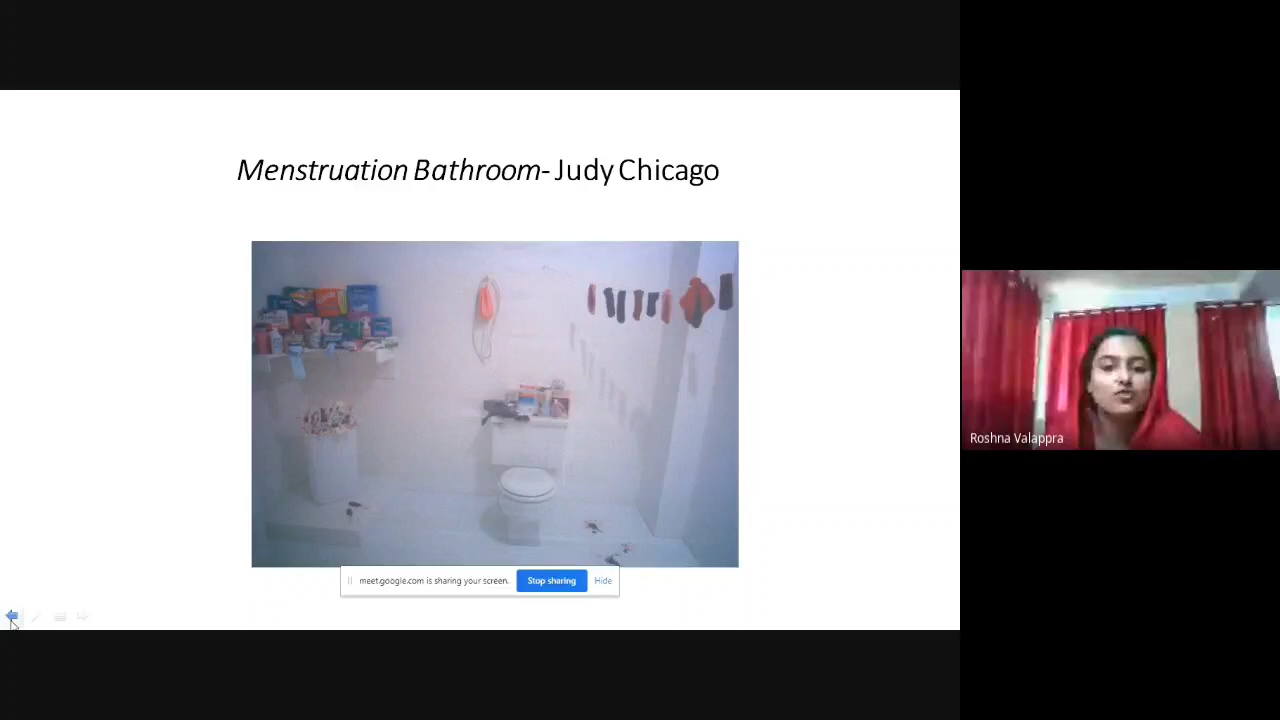 Menstruation Bathroom- Judy Chicago
meet.google.com is sharing your screen.
Stop sharing
Hide
Roshna Valappra